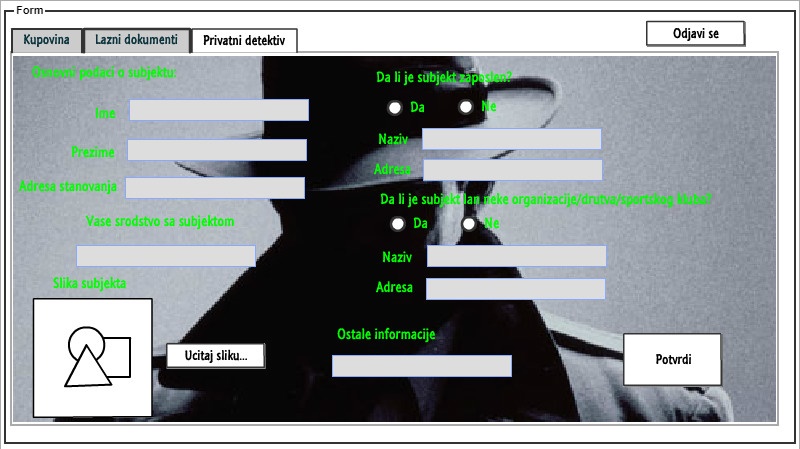 Form
Kupovina
Lazni dokumenti
Privatni detektiv
Odjavi se
Osnovni podaci o subjektu:
Ime
Prezime
Adresa stanovanja
Vase srodstvo sa subjektom
Slika subjekta
Ucitaj sliku...
Da li je subjekt zaposlen?
Da
Ne
Naziv
Adresa
Da li je subjekt lan neke organizacije/drutva/sportskog kluba?
Da
Ne
Naziv
Adresa
Ostale informacije
Potvrdi